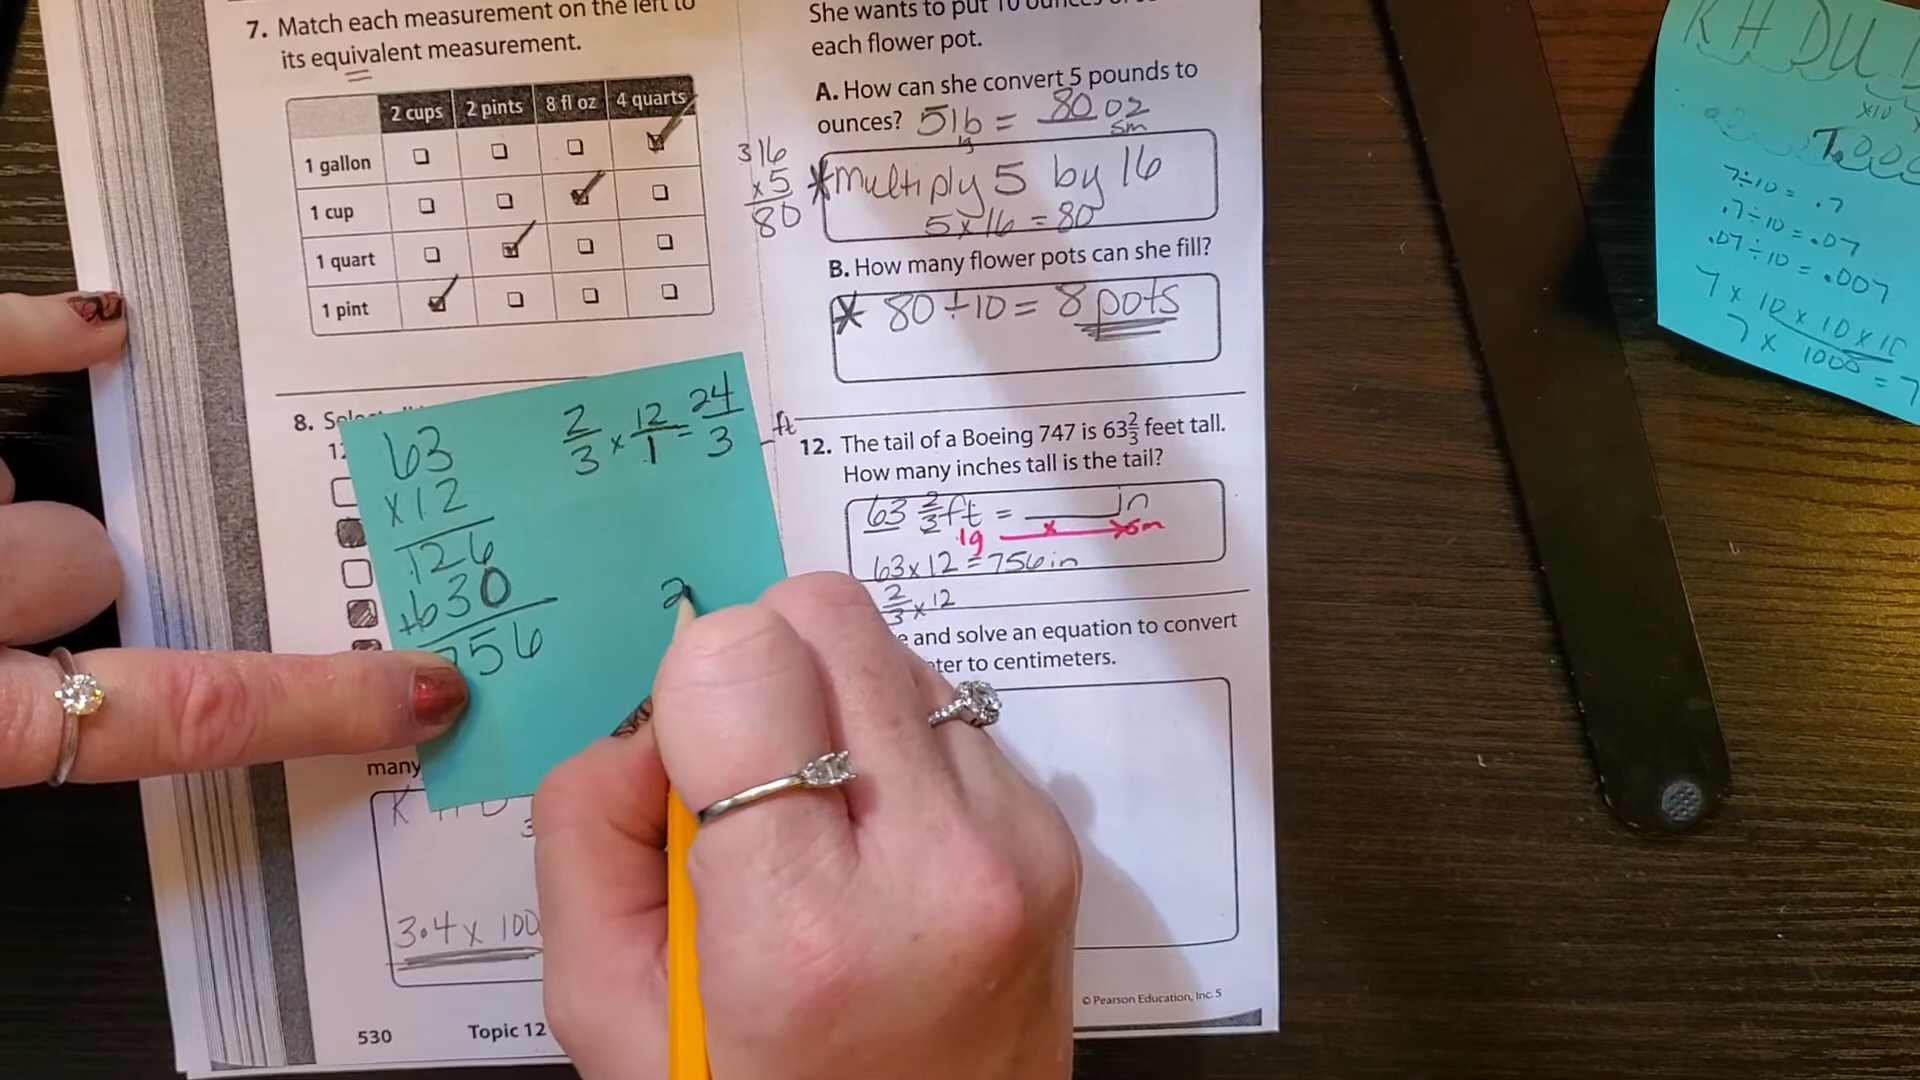 7. Match each measurement on the left to
its equivalent measurement.
2 cups 2 pints 8 fl oz 4 quarts
1 gallon
1 cup
1 quart
1 pint
8.
63
x 12
126
+630
756
2/3 x 12/1 = 24/3
2
many
3.4 x 100
530 Topic 12
She wants to put 10 ounces
each flower pot.
A. How can she convert 5 pounds to
ounces? 5lb = 80 oz
lg sm
316
x 5
80
*multiply 5 by 16
5x16 = 80
B. How many flower pots can she fill?
* 80÷10 = 8 pots
ft
12. The tail of a Boeing 747 is 63 2/3 feet tall.
How many inches tall is the tail?
63 2/3 ft = ____ in
lg x sm
63x12 = 756in
2/3 x 12
and solve an equation to convert
to centimeters.
© Pearson Education, Inc. 5
K H D U
x10
7÷10 = .7
.7÷10 = .07
.07÷10 = .007
7 x 10 x 10 x 10
7 x 1000 = 7